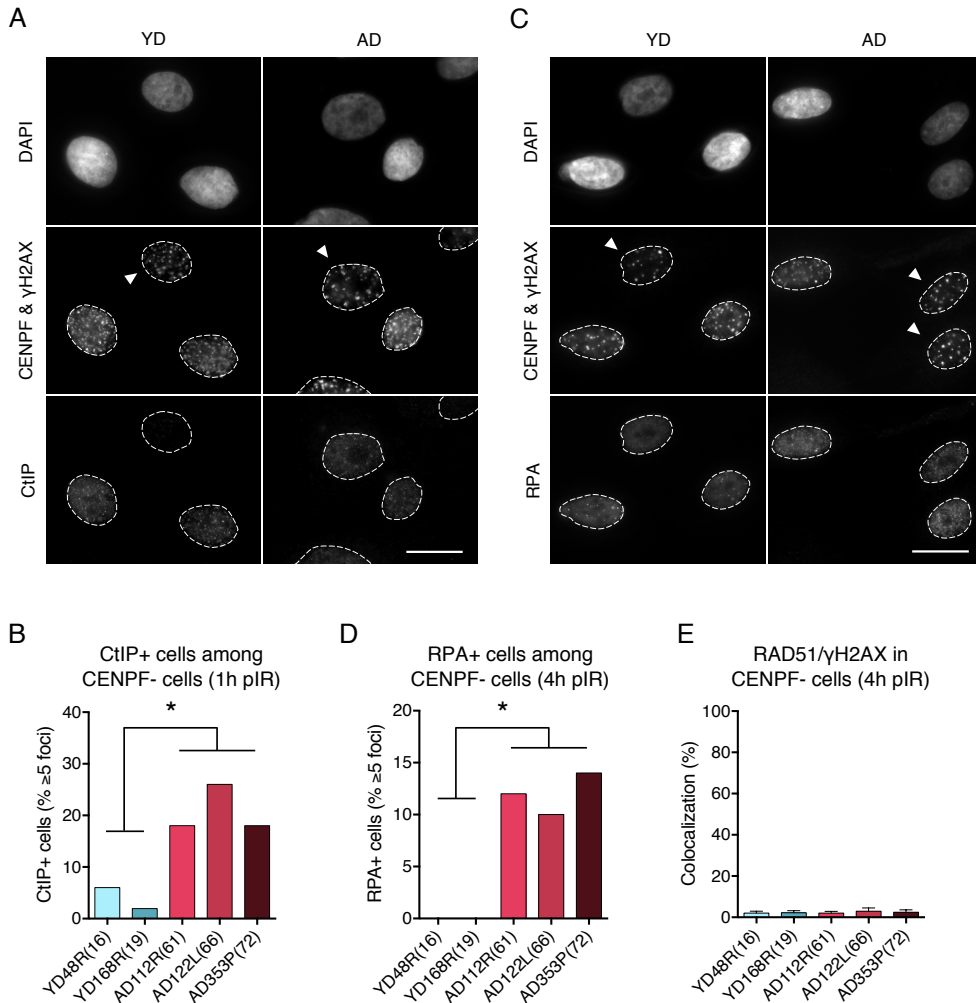 A
YD
AD
DAPI
CENPF & γH2AX
CtIP
C
YD
AD
DAPI
CENPF & γH2AX
RPA
B
CtIP+ cells among
CENPF- cells (1h pIR)
CtIP+ cells (% ≥5 foci)
40
30
20
10
0
*
YD48R(16)
YD168R(19)
AD112R(61)
AD122L(66)
AD353P(72)
D
RPA+ cells among
CENPF- cells (4h pIR)
RPA+ cells (% ≥5 foci)
20
15
10
5
0
*
YD48R(16)
YD168R(19)
AD112R(61)
AD122L(66)
AD353P(72)
E
RAD51/γH2AX in
CENPF- cells (4h pIR)
Colocalization (%)
100
80
60
40
20
0
YD48R(16)
YD168R(19)
AD112R(61)
AD122L(66)
AD353P(72)